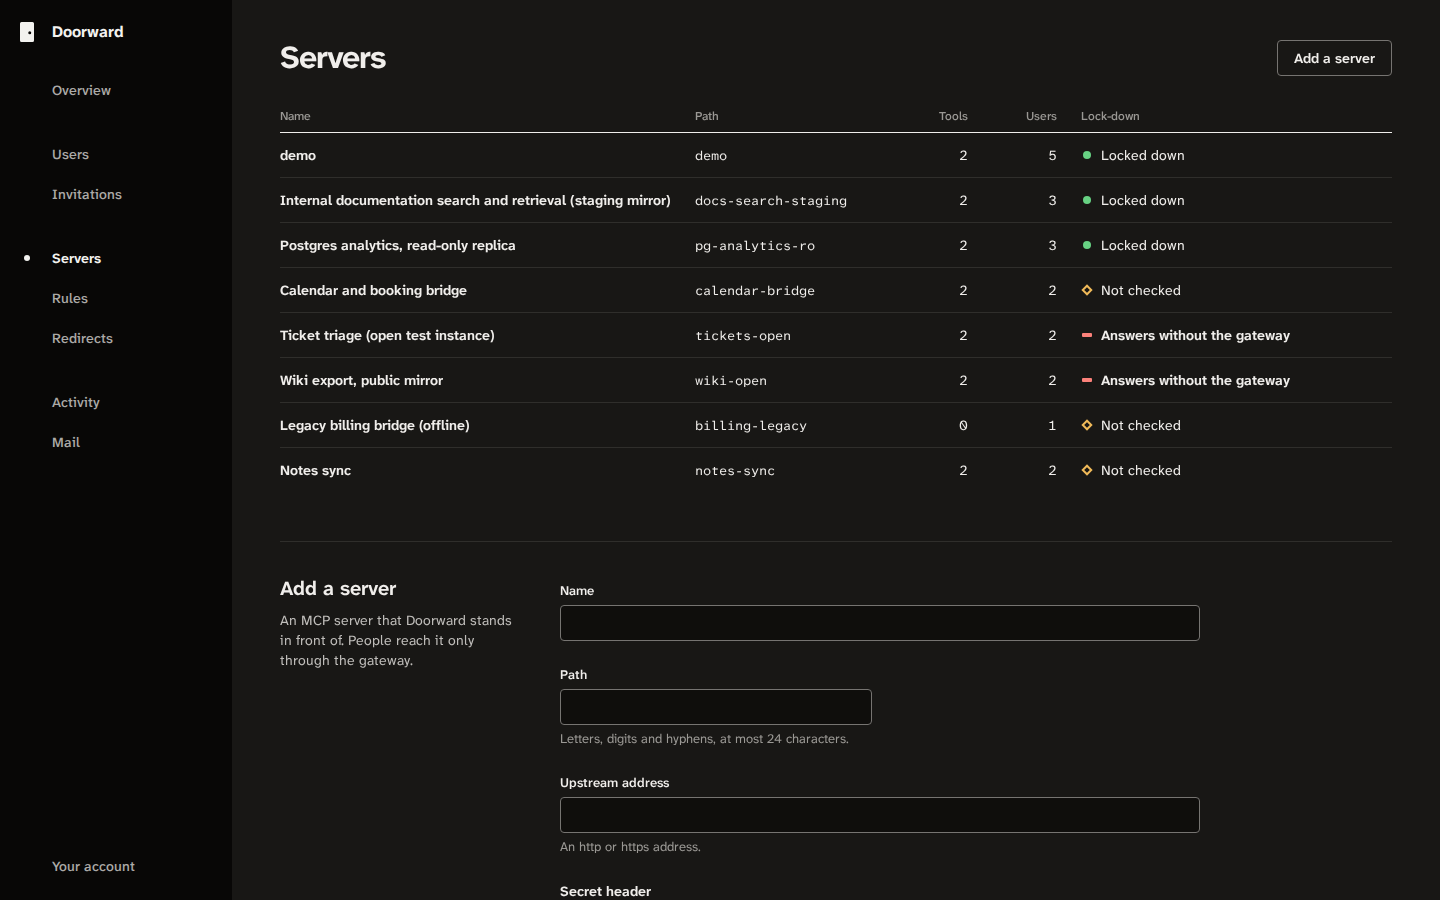 Doorward
Overview
Users
Invitations
Servers
Rules
Redirects
Activity
Mail
Your account
Servers
Add a server
Name Path Tools Users Lock-down
demo demo 2 5 Locked down
Internal documentation search and retrieval (staging mirror) docs-search-staging 2 3 Locked down
Postgres analytics, read-only replica pg-analytics-ro 2 3 Locked down
Calendar and booking bridge calendar-bridge 2 2 Not checked
Ticket triage (open test instance) tickets-open 2 2 Answers without the gateway
Wiki export, public mirror wiki-open 2 2 Answers without the gateway
Legacy billing bridge (offline) billing-legacy 0 1 Not checked
Notes sync notes-sync 2 2 Not checked
Add a server
An MCP server that Doorward stands
in front of. People reach it only
through the gateway.
Name
Path
Letters, digits and hyphens, at most 24 characters.
Upstream address
An http or https address.
Secret header